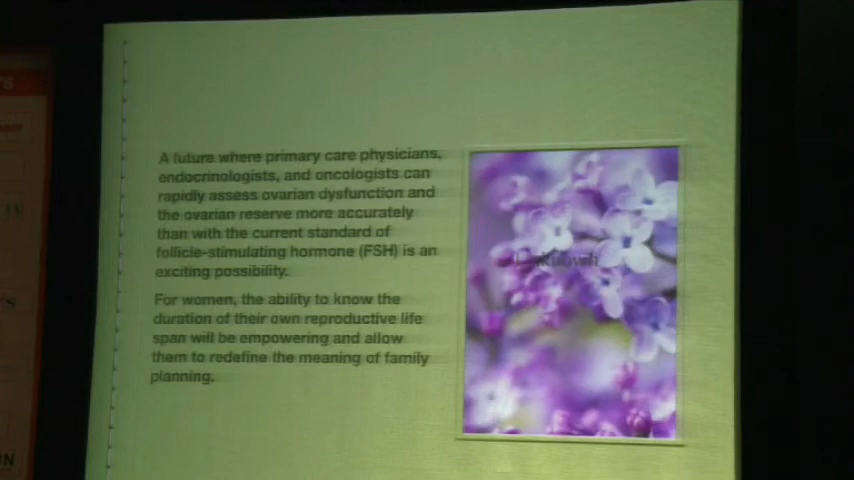 A future where primary care physicians,
endocrinologists, and oncologists can
rapidly assess ovarian dysfunction and
the ovarian reserve more accurately
than with the current standard of
follicle-stimulating hormone (FSH) is an
exciting possibility.
For women, the ability to know the
duration of their own reproductive life
span will be empowering and allow
them to redefine the meaning of family
planning.